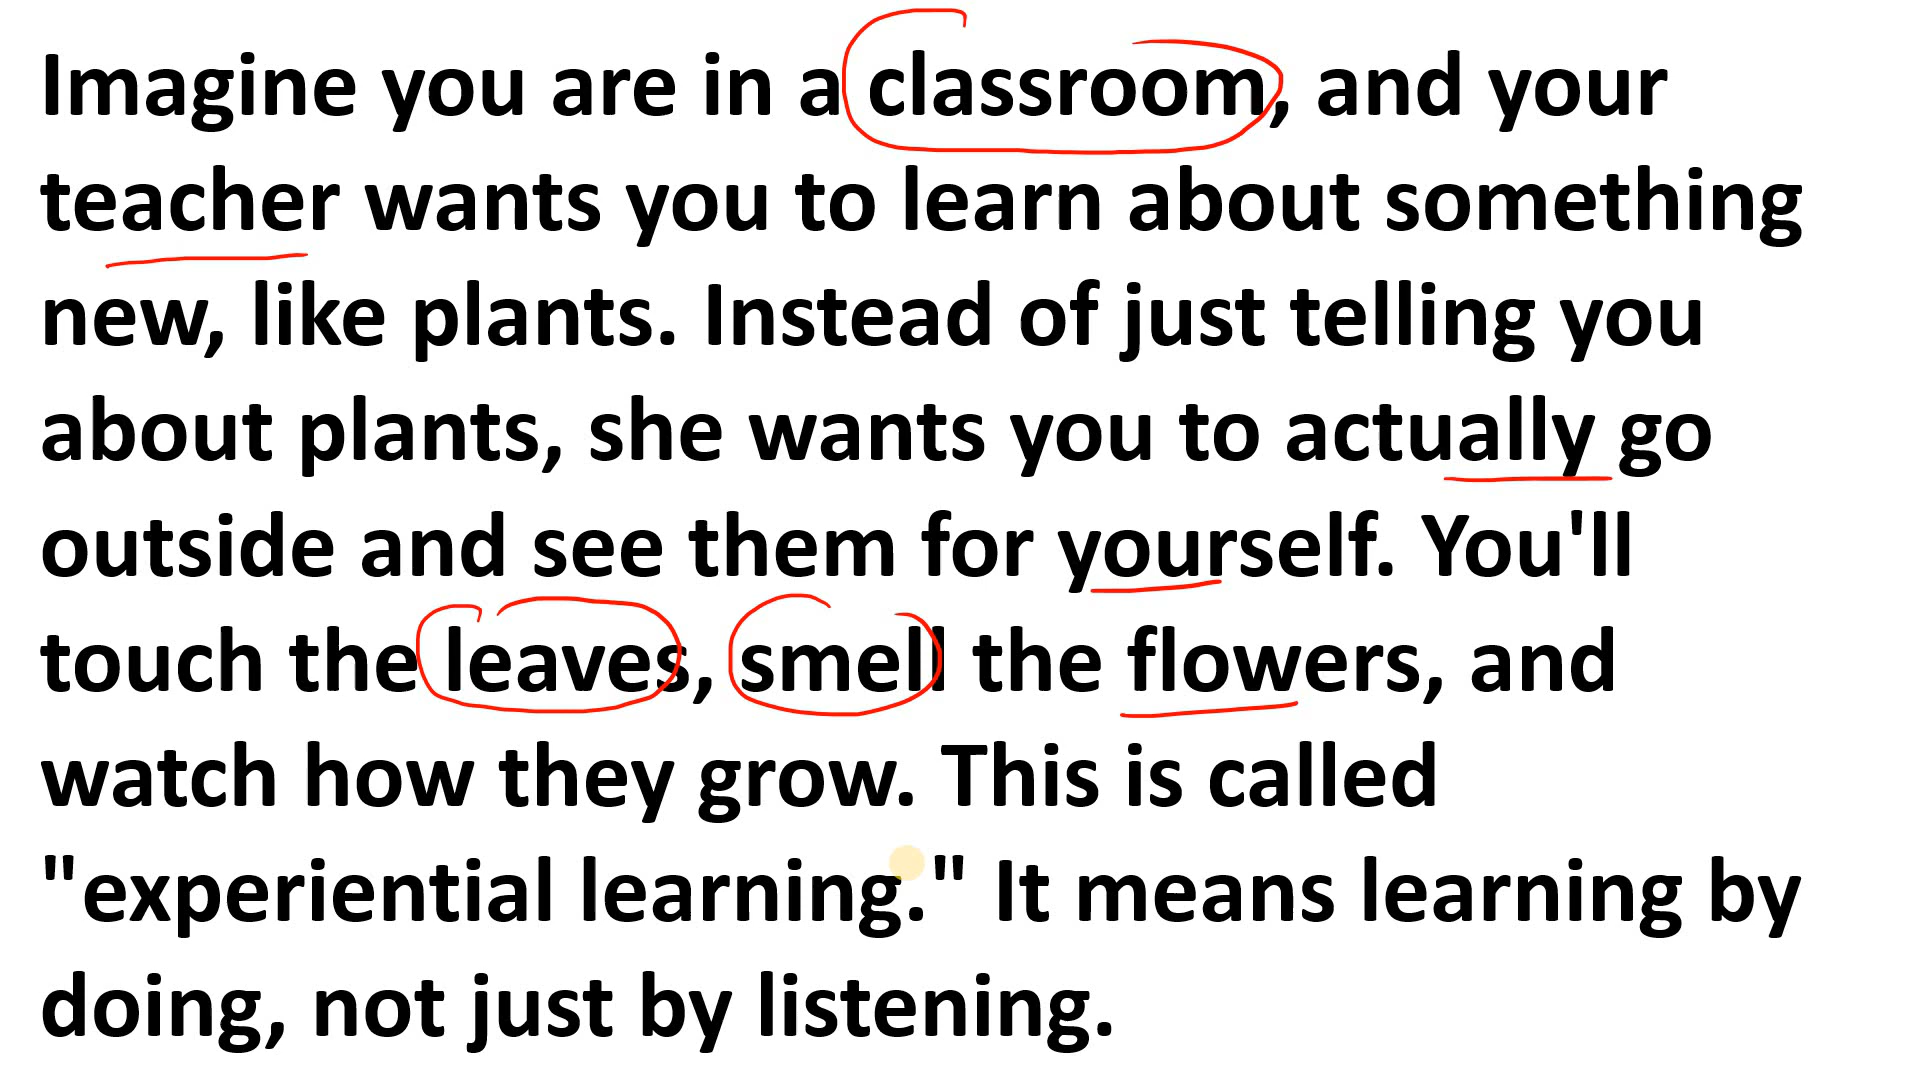 Imagine you are in a classroom, and your
teacher wants you to learn about something
new, like plants. Instead of just telling you
about plants, she wants you to actually go
outside and see them for yourself. You'll
touch the leaves, smell the flowers, and
watch how they grow. This is called
"experiential learning." It means learning by
doing, not just by listening.